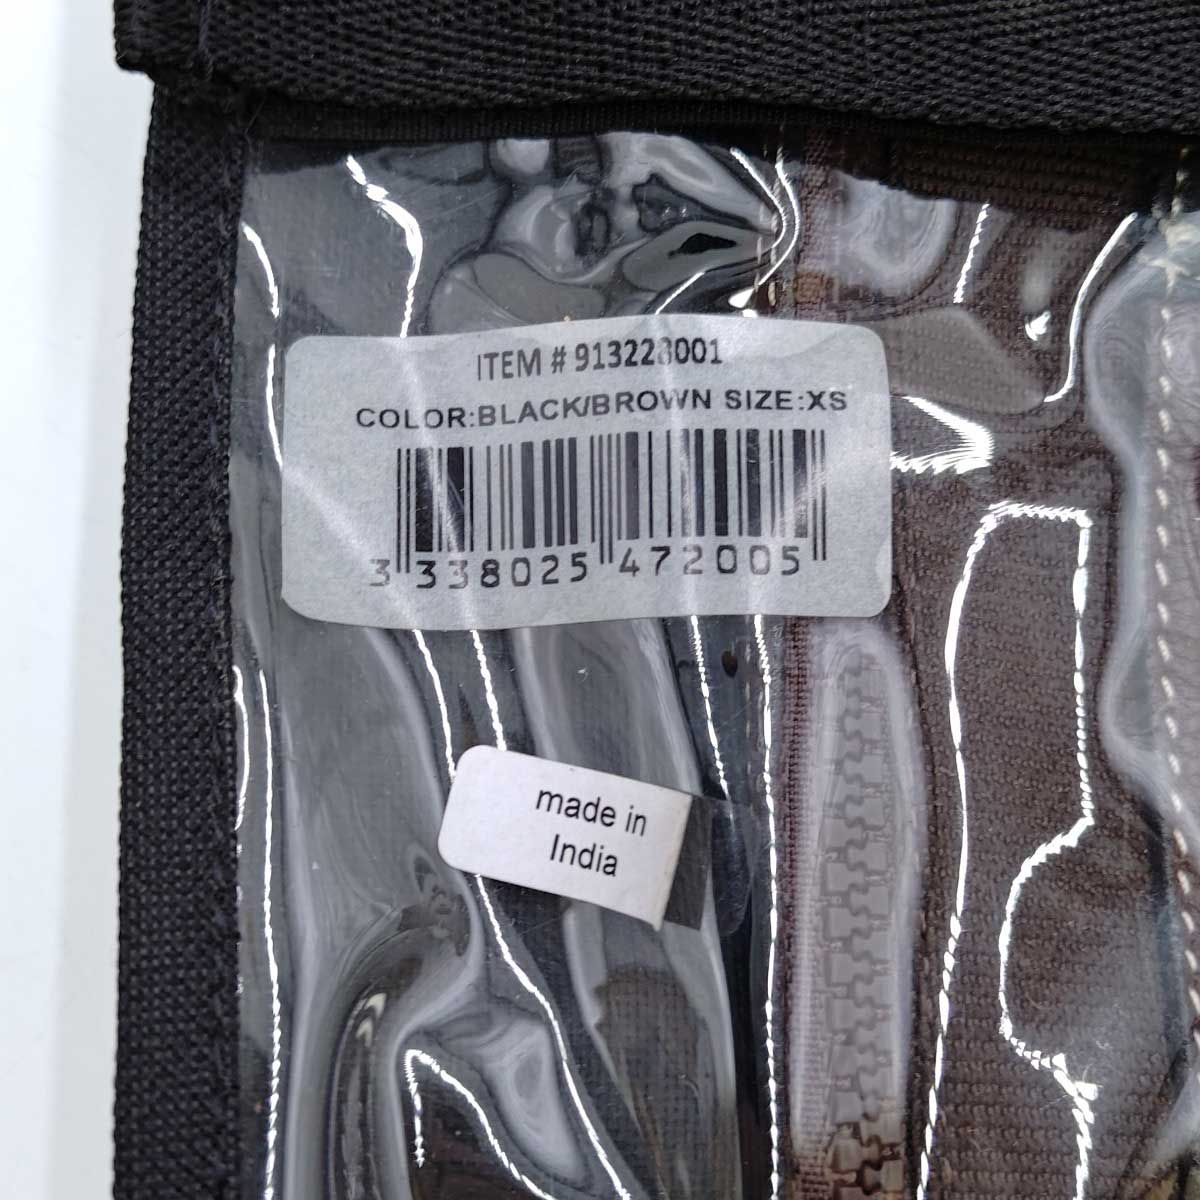 ITEM # 913228001
COLOR:BLACK/BROWN SIZE:XS
3 338025 472005
made in
India